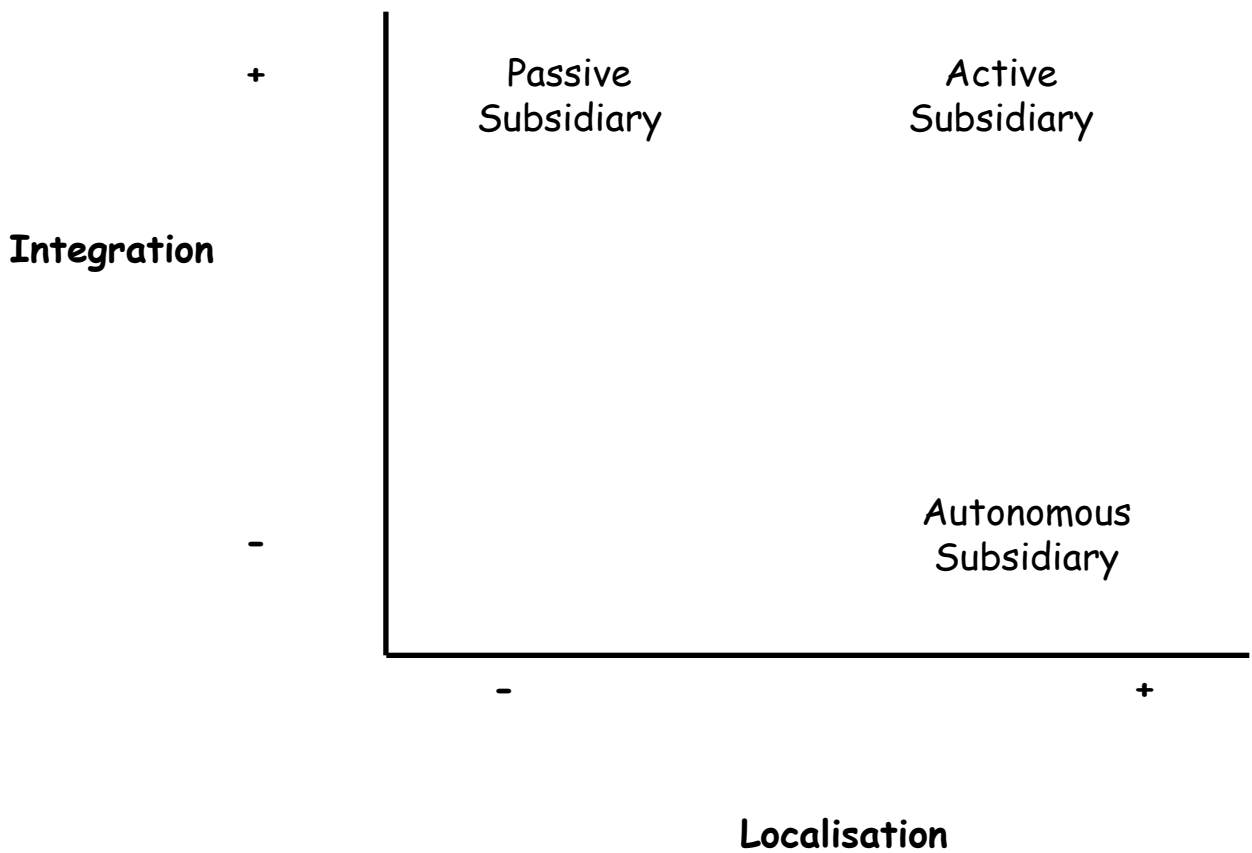 +
Passive
Subsidiary
Active
Subsidiary
Integration
-
Autonomous
Subsidiary
-
+
Localisation